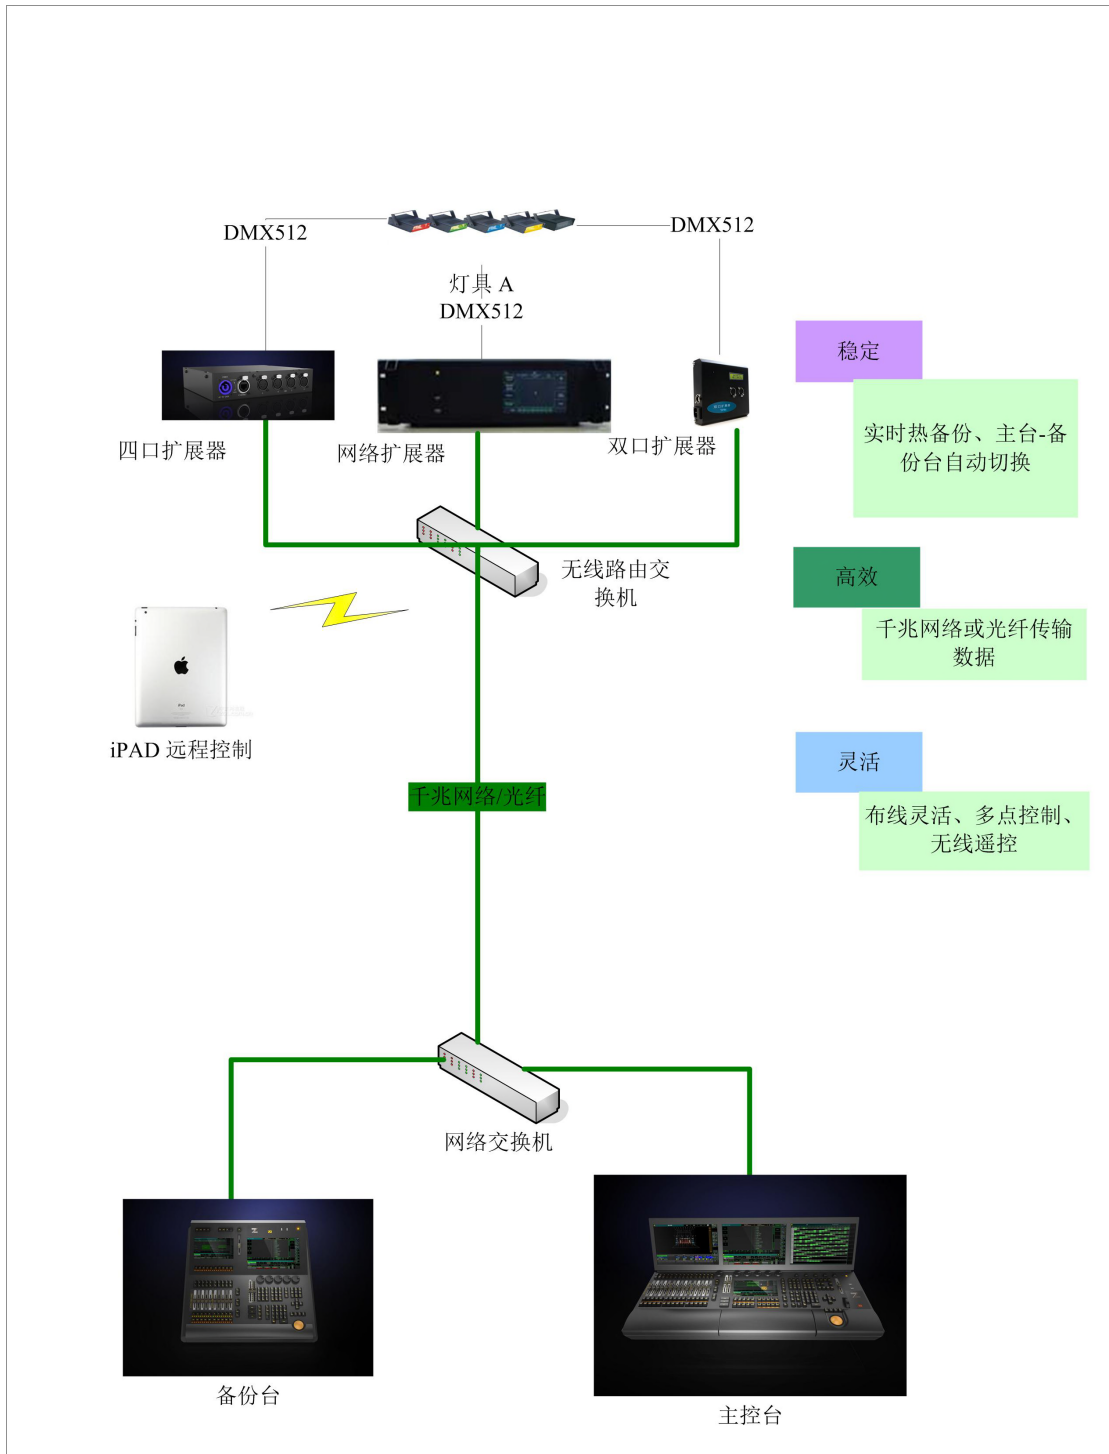 DMX512
DMX512
灯具 A
DMX512
稳定
实时热备份、主台-备
份台自动切换
四口扩展器
网络扩展器
双口扩展器
无线路由交
换机
高效
千兆网络或光纤传输
数据
iPAD 远程控制
灵活
布线灵活、多点控制、
无线遥控
千兆网络/光纤
网络交换机
备份台
主控台